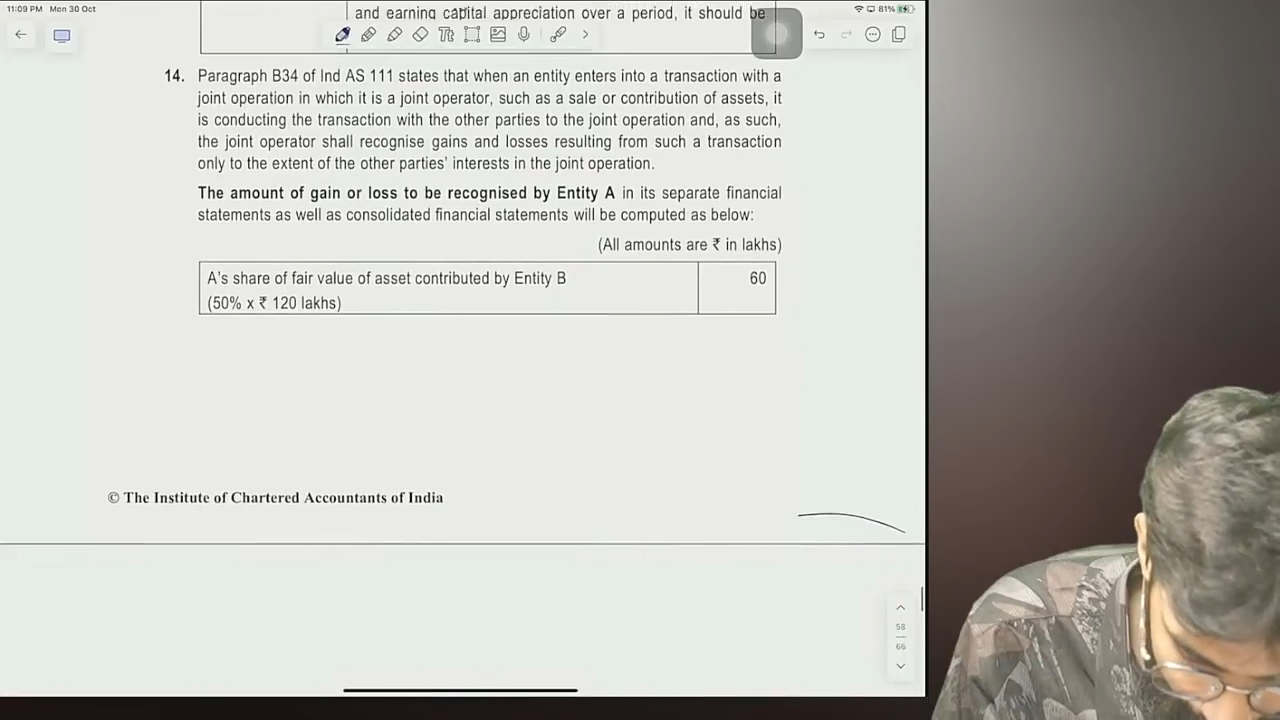 11:09 PM Mon 30 Oct
81%
and earning capital appreciation over a period, it should be
14. Paragraph B34 of Ind AS 111 states that when an entity enters into a transaction with a
joint operation in which it is a joint operator, such as a sale or contribution of assets, it
is conducting the transaction with the other parties to the joint operation and, as such,
the joint operator shall recognise gains and losses resulting from such a transaction
only to the extent of the other parties' interests in the joint operation.
The amount of gain or loss to be recognised by Entity A in its separate financial
statements as well as consolidated financial statements will be computed as below:
(All amounts are ₹ in lakhs)
A's share of fair value of asset contributed by Entity B 60
(50% x ₹ 120 lakhs)
© The Institute of Chartered Accountants of India
58
66